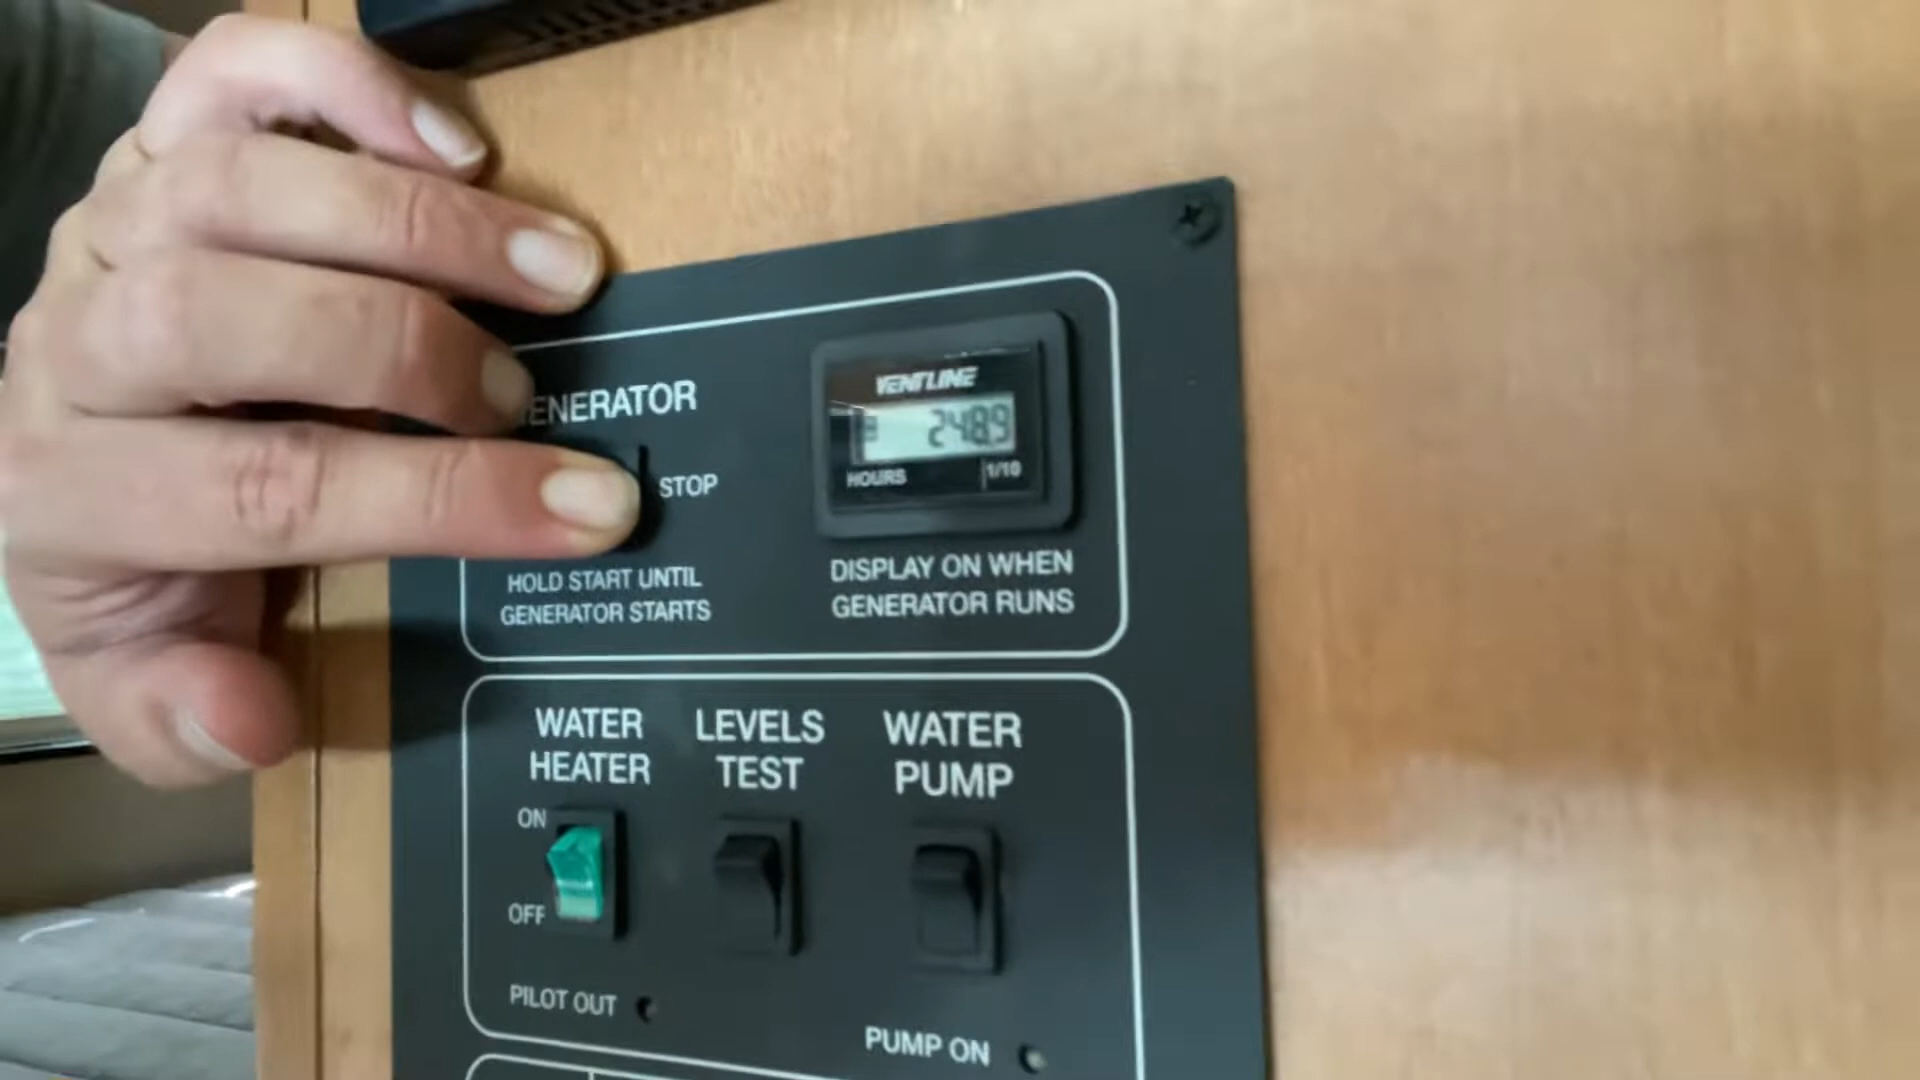 ENERATOR
STOP
HOLD START UNTIL
GENERATOR STARTS
VENTLINE
2489
HOURS
1/10
DISPLAY ON WHEN
GENERATOR RUNS
WATER
HEATER
ON
OFF
PILOT OUT
LEVELS
TEST
WATER
PUMP
PUMP ON